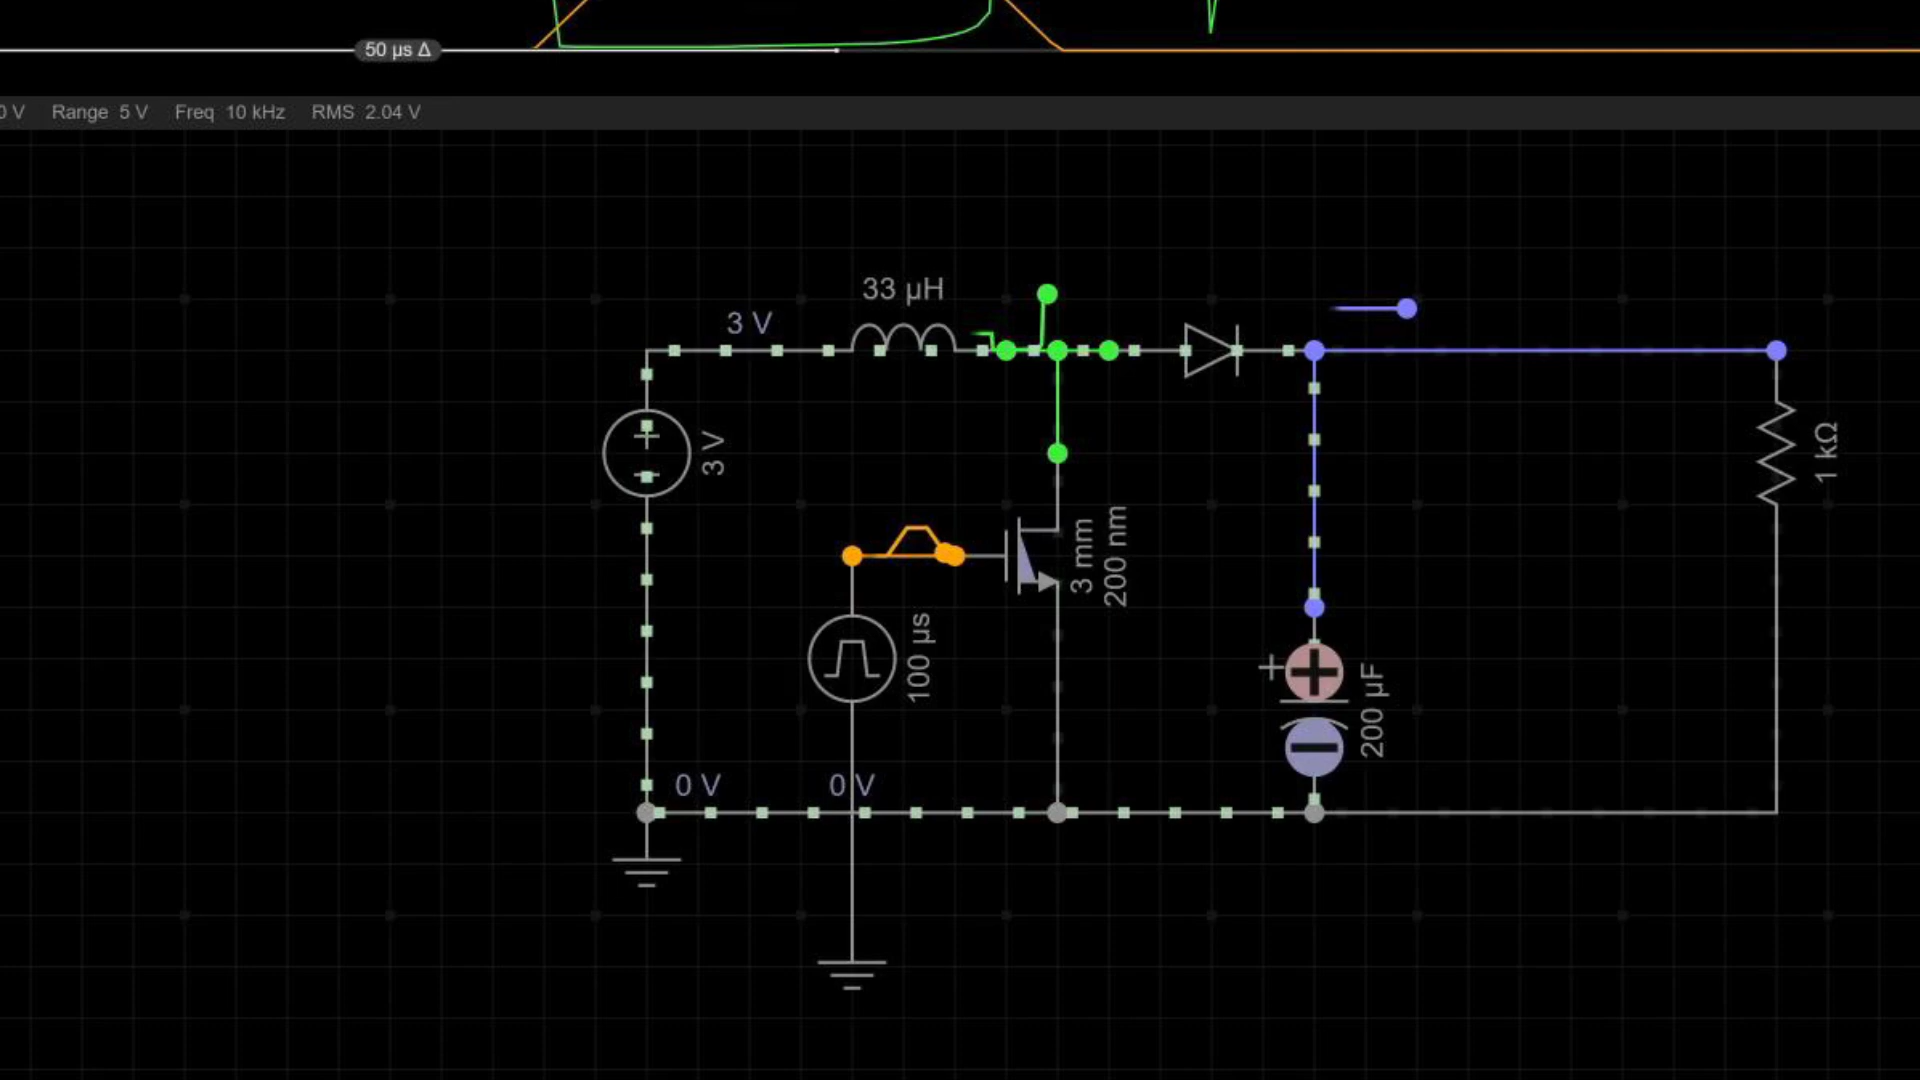 50 µs Δ
0 V Range 5 V Freq 10 kHz RMS 2.04 V
33 µH
3 V
3 V
1 kΩ
3 mm
200 nm
100 µs
200 µF
0 V
0 V